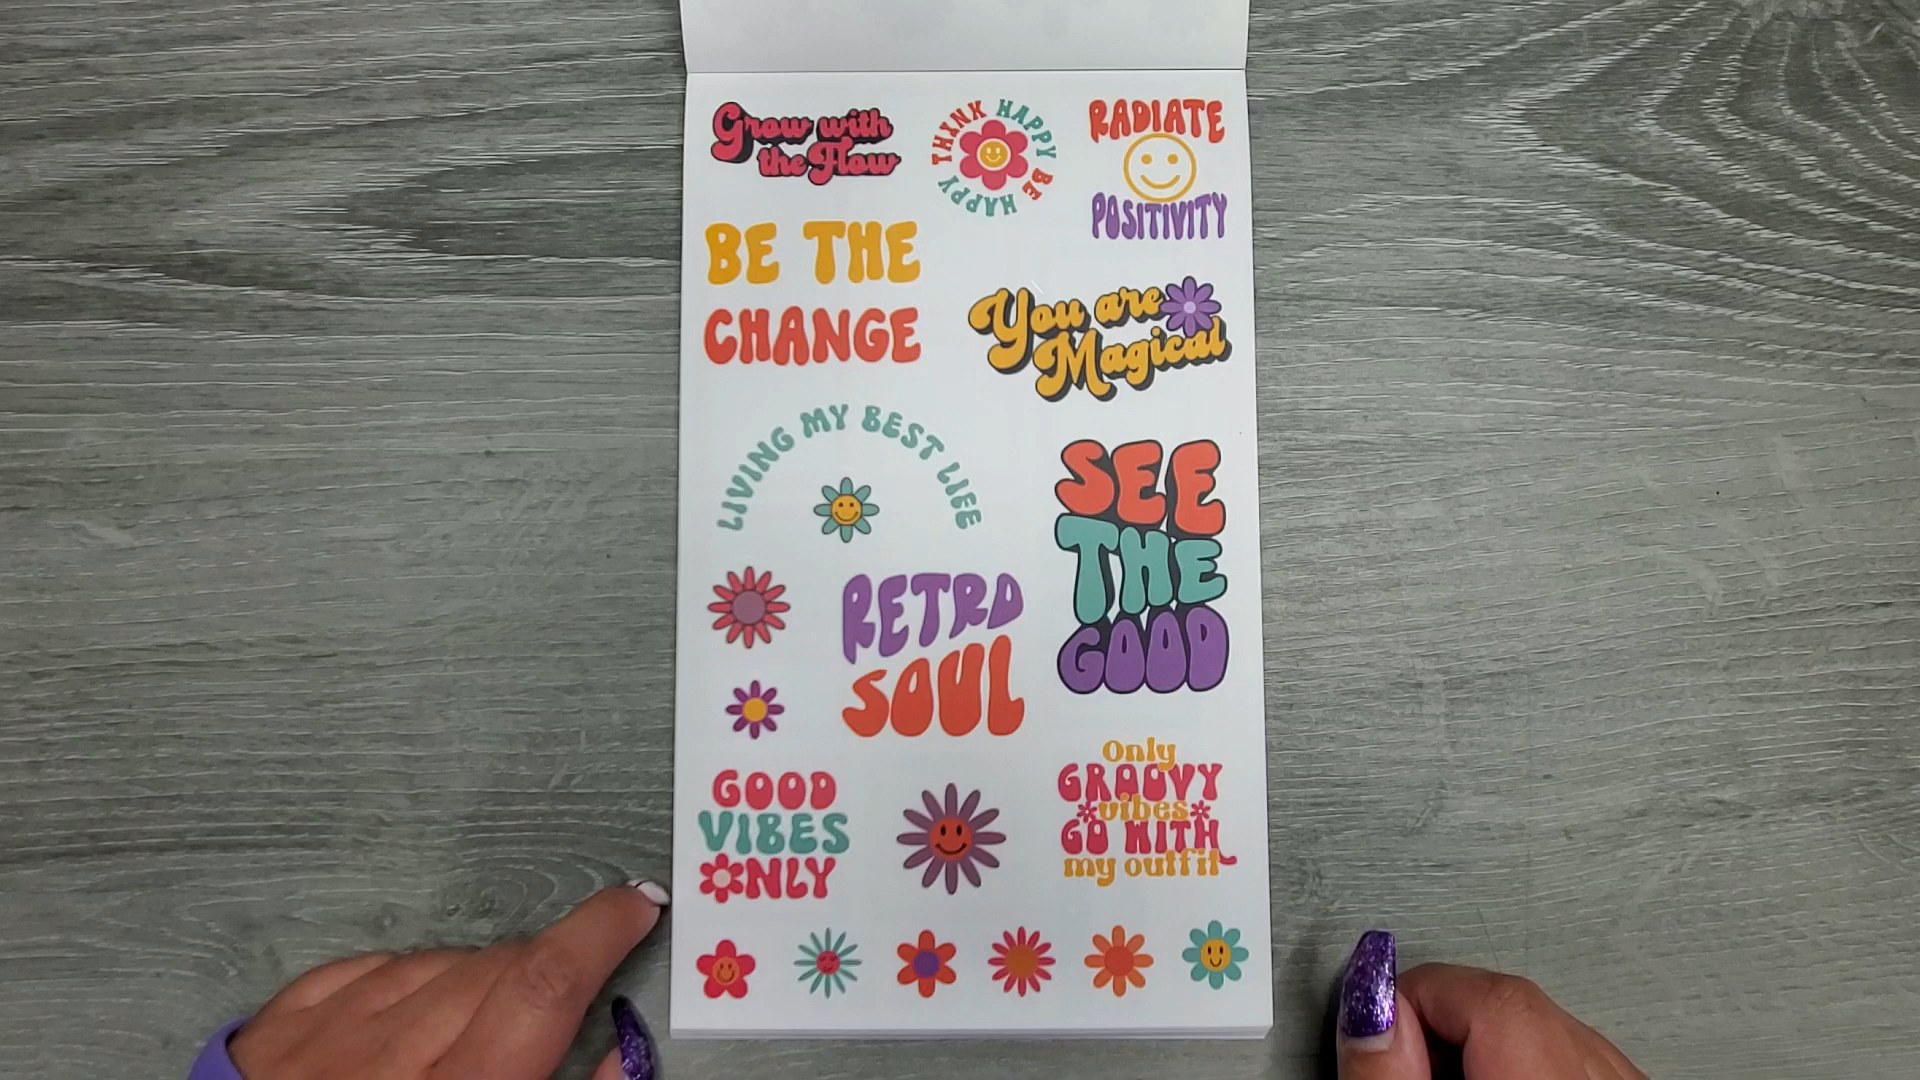 Grow with
the Flow
THINK HAPPY BE HAPPY
RADIATE
POSITIVITY
BE THE
CHANGE
You are
Magical
LIVING MY BEST LIFE
SEE
THE
GOOD
RETRO
SOUL
GOOD
VIBES
ONLY
Only
GROOVY
vibes
GO WITH
my outfit